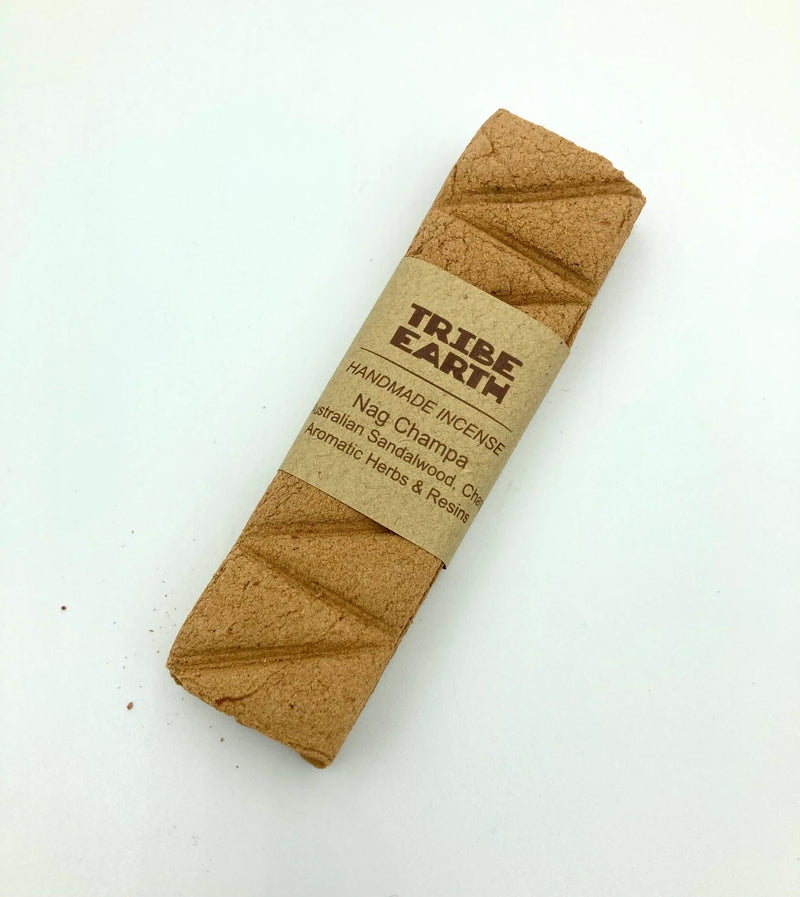 TRIBE
EARTH
HANDMADE INCENSE
Nag Champa
ustralian Sandalwood, Cha
Aromatic Herbs & Resins